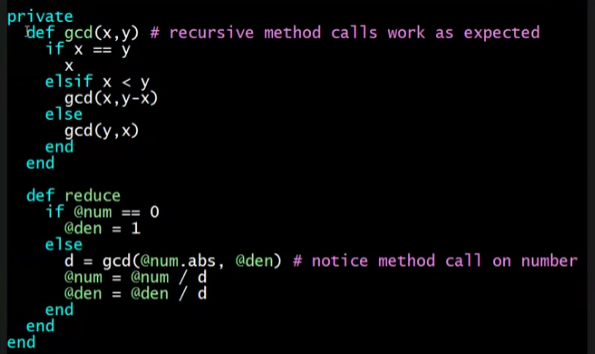 private
def gcd(x,y) # recursive method calls work as expected
if x == y
x
elsif x < y
gcd(x,y-x)
else
gcd(y,x)
end
end
def reduce
if @num == 0
@den = 1
else
d = gcd(@num.abs, @den) # notice method call on number
@num = @num / d
@den = @den / d
end
end
end